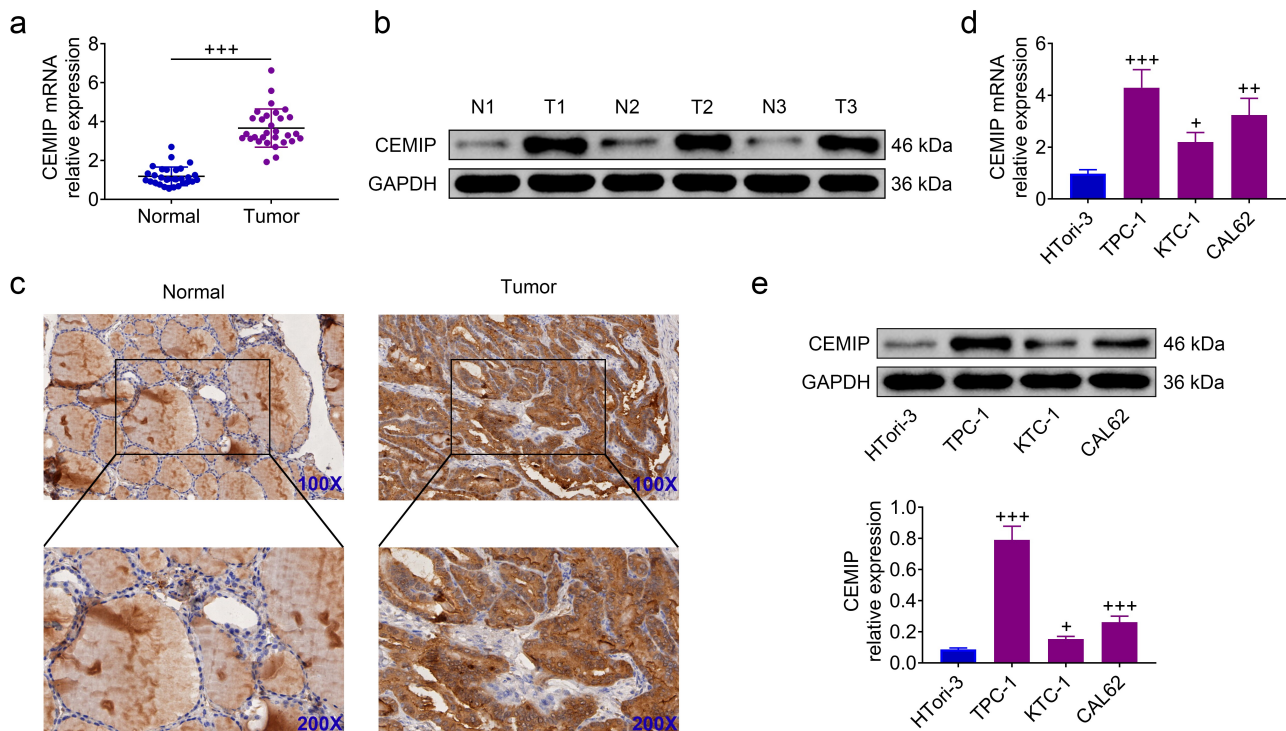 a
CEMIP mRNA
relative expression
8
6
4
2
0
+++
Normal Tumor
b
N1 T1 N2 T2 N3 T3
CEMIP 46 kDa
GAPDH 36 kDa
c
Normal Tumor
100X 100X
200X 200X
d
CEMIP mRNA
relative expression
6
4
2
0
+++
+
++
HTori-3 TPC-1 KTC-1 CAL62
e
CEMIP 46 kDa
GAPDH 36 kDa
HTori-3 TPC-1 KTC-1 CAL62
CEMIP
relative expression
1.0
0.8
0.6
0.4
0.2
0.0
+++
+
+++
HTori-3 TPC-1 KTC-1 CAL62